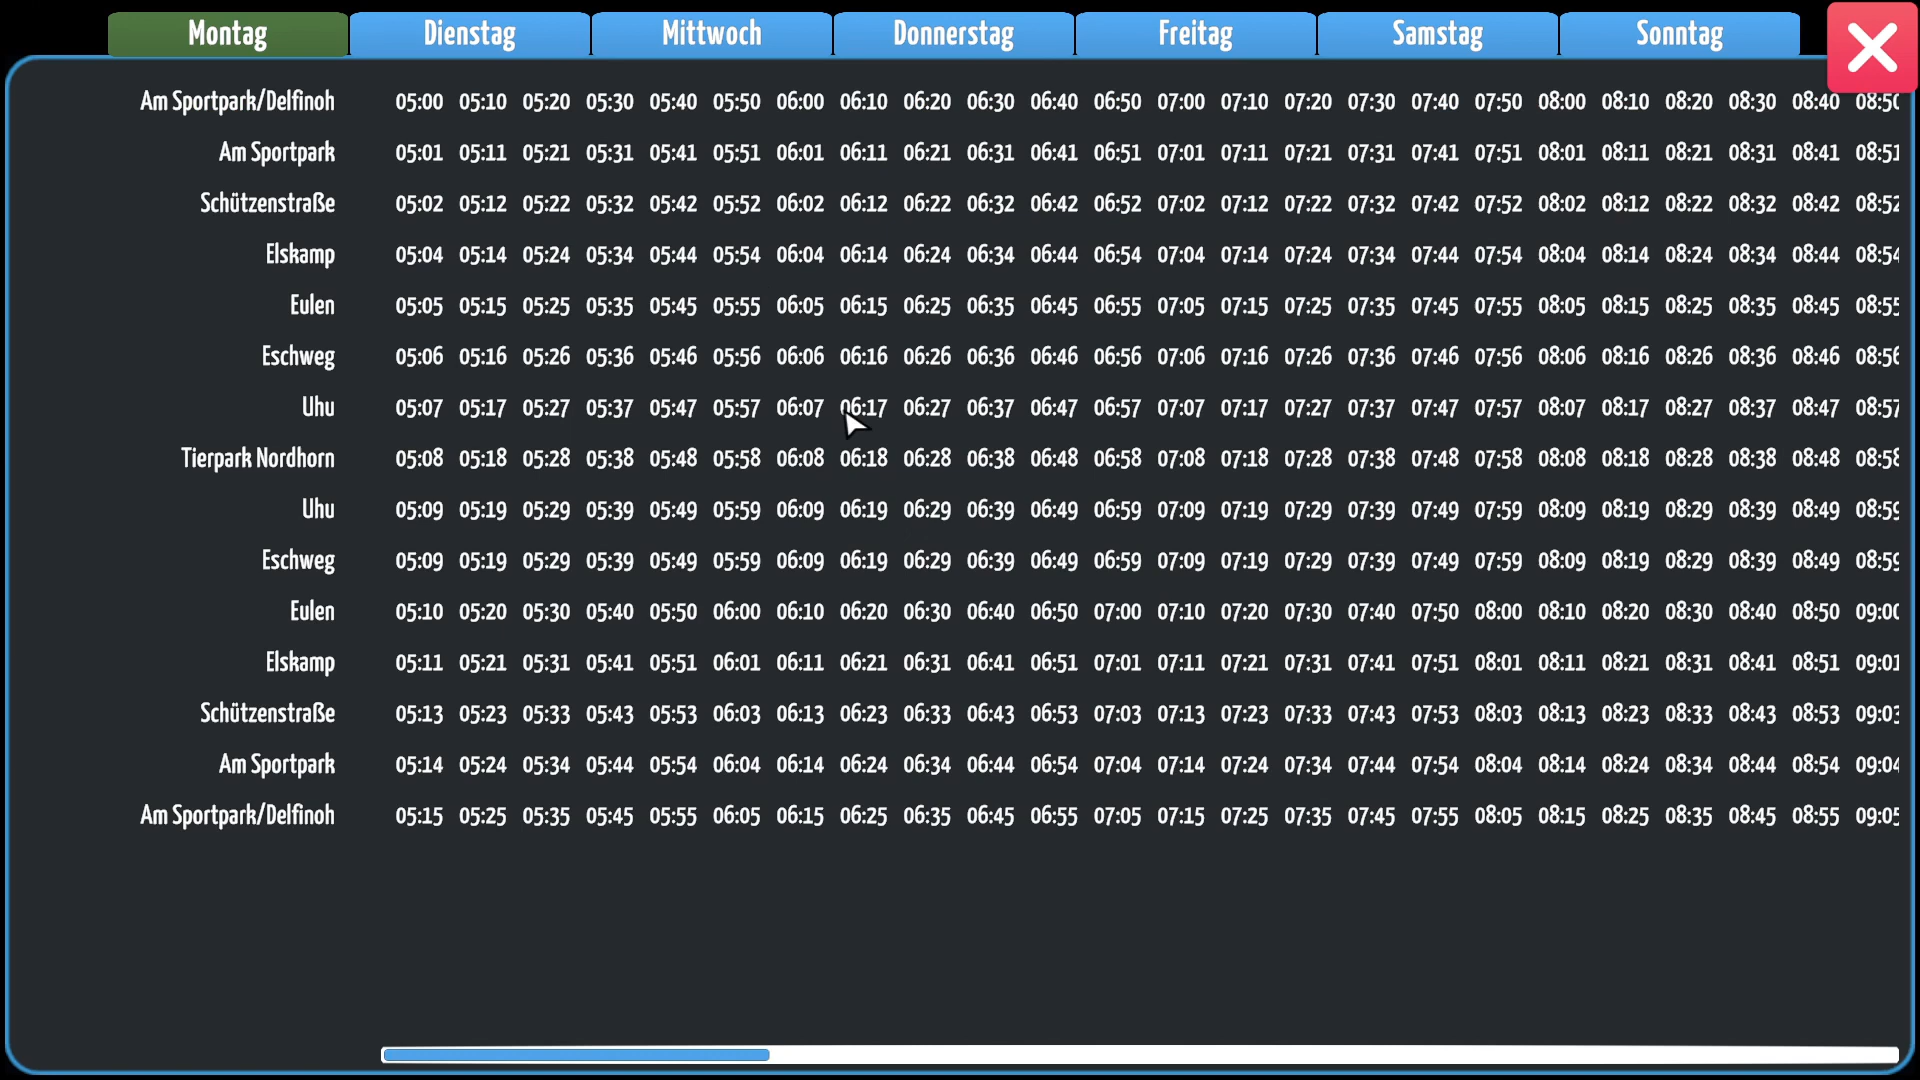 Montag Dienstag Mittwoch Donnerstag Freitag Samstag Sonntag
Am Sportpark/Delfinoh 05:00 05:10 05:20 05:30 05:40 05:50 06:00 06:10 06:20 06:30 06:40 06:50 07:00 07:10 07:20 07:30 07:40 07:50 08:00 08:10 08:20 08:30 08:40 08:50
Am Sportpark 05:01 05:11 05:21 05:31 05:41 05:51 06:01 06:11 06:21 06:31 06:41 06:51 07:01 07:11 07:21 07:31 07:41 07:51 08:01 08:11 08:21 08:31 08:41 08:51
Schützenstraße 05:02 05:12 05:22 05:32 05:42 05:52 06:02 06:12 06:22 06:32 06:42 06:52 07:02 07:12 07:22 07:32 07:42 07:52 08:02 08:12 08:22 08:32 08:42 08:52
Elskamp 05:04 05:14 05:24 05:34 05:44 05:54 06:04 06:14 06:24 06:34 06:44 06:54 07:04 07:14 07:24 07:34 07:44 07:54 08:04 08:14 08:24 08:34 08:44 08:54
Eulen 05:05 05:15 05:25 05:35 05:45 05:55 06:05 06:15 06:25 06:35 06:45 06:55 07:05 07:15 07:25 07:35 07:45 07:55 08:05 08:15 08:25 08:35 08:45 08:55
Eschweg 05:06 05:16 05:26 05:36 05:46 05:56 06:06 06:16 06:26 06:36 06:46 06:56 07:06 07:16 07:26 07:36 07:46 07:56 08:06 08:16 08:26 08:36 08:46 08:56
Uhu 05:07 05:17 05:27 05:37 05:47 05:57 06:07 06:17 06:27 06:37 06:47 06:57 07:07 07:17 07:27 07:37 07:47 07:57 08:07 08:17 08:27 08:37 08:47 08:57
Tierpark Nordhorn 05:08 05:18 05:28 05:38 05:48 05:58 06:08 06:18 06:28 06:38 06:48 06:58 07:08 07:18 07:28 07:38 07:48 07:58 08:08 08:18 08:28 08:38 08:48 08:58
Uhu 05:09 05:19 05:29 05:39 05:49 05:59 06:09 06:19 06:29 06:39 06:49 06:59 07:09 07:19 07:29 07:39 07:49 07:59 08:09 08:19 08:29 08:39 08:49 08:59
Eschweg 05:09 05:19 05:29 05:39 05:49 05:59 06:09 06:19 06:29 06:39 06:49 06:59 07:09 07:19 07:29 07:39 07:49 07:59 08:09 08:19 08:29 08:39 08:49 08:59
Eulen 05:10 05:20 05:30 05:40 05:50 06:00 06:10 06:20 06:30 06:40 06:50 07:00 07:10 07:20 07:30 07:40 07:50 08:00 08:10 08:20 08:30 08:40 08:50 09:00
Elskamp 05:11 05:21 05:31 05:41 05:51 06:01 06:11 06:21 06:31 06:41 06:51 07:01 07:11 07:21 07:31 07:41 07:51 08:01 08:11 08:21 08:31 08:41 08:51 09:01
Schützenstraße 05:13 05:23 05:33 05:43 05:53 06:03 06:13 06:23 06:33 06:43 06:53 07:03 07:13 07:23 07:33 07:43 07:53 08:03 08:13 08:23 08:33 08:43 08:53 09:03
Am Sportpark 05:14 05:24 05:34 05:44 05:54 06:04 06:14 06:24 06:34 06:44 06:54 07:04 07:14 07:24 07:34 07:44 07:54 08:04 08:14 08:24 08:34 08:44 08:54 09:04
Am Sportpark/Delfinoh 05:15 05:25 05:35 05:45 05:55 06:05 06:15 06:25 06:35 06:45 06:55 07:05 07:15 07:25 07:35 07:45 07:55 08:05 08:15 08:25 08:35 08:45 08:55 09:05